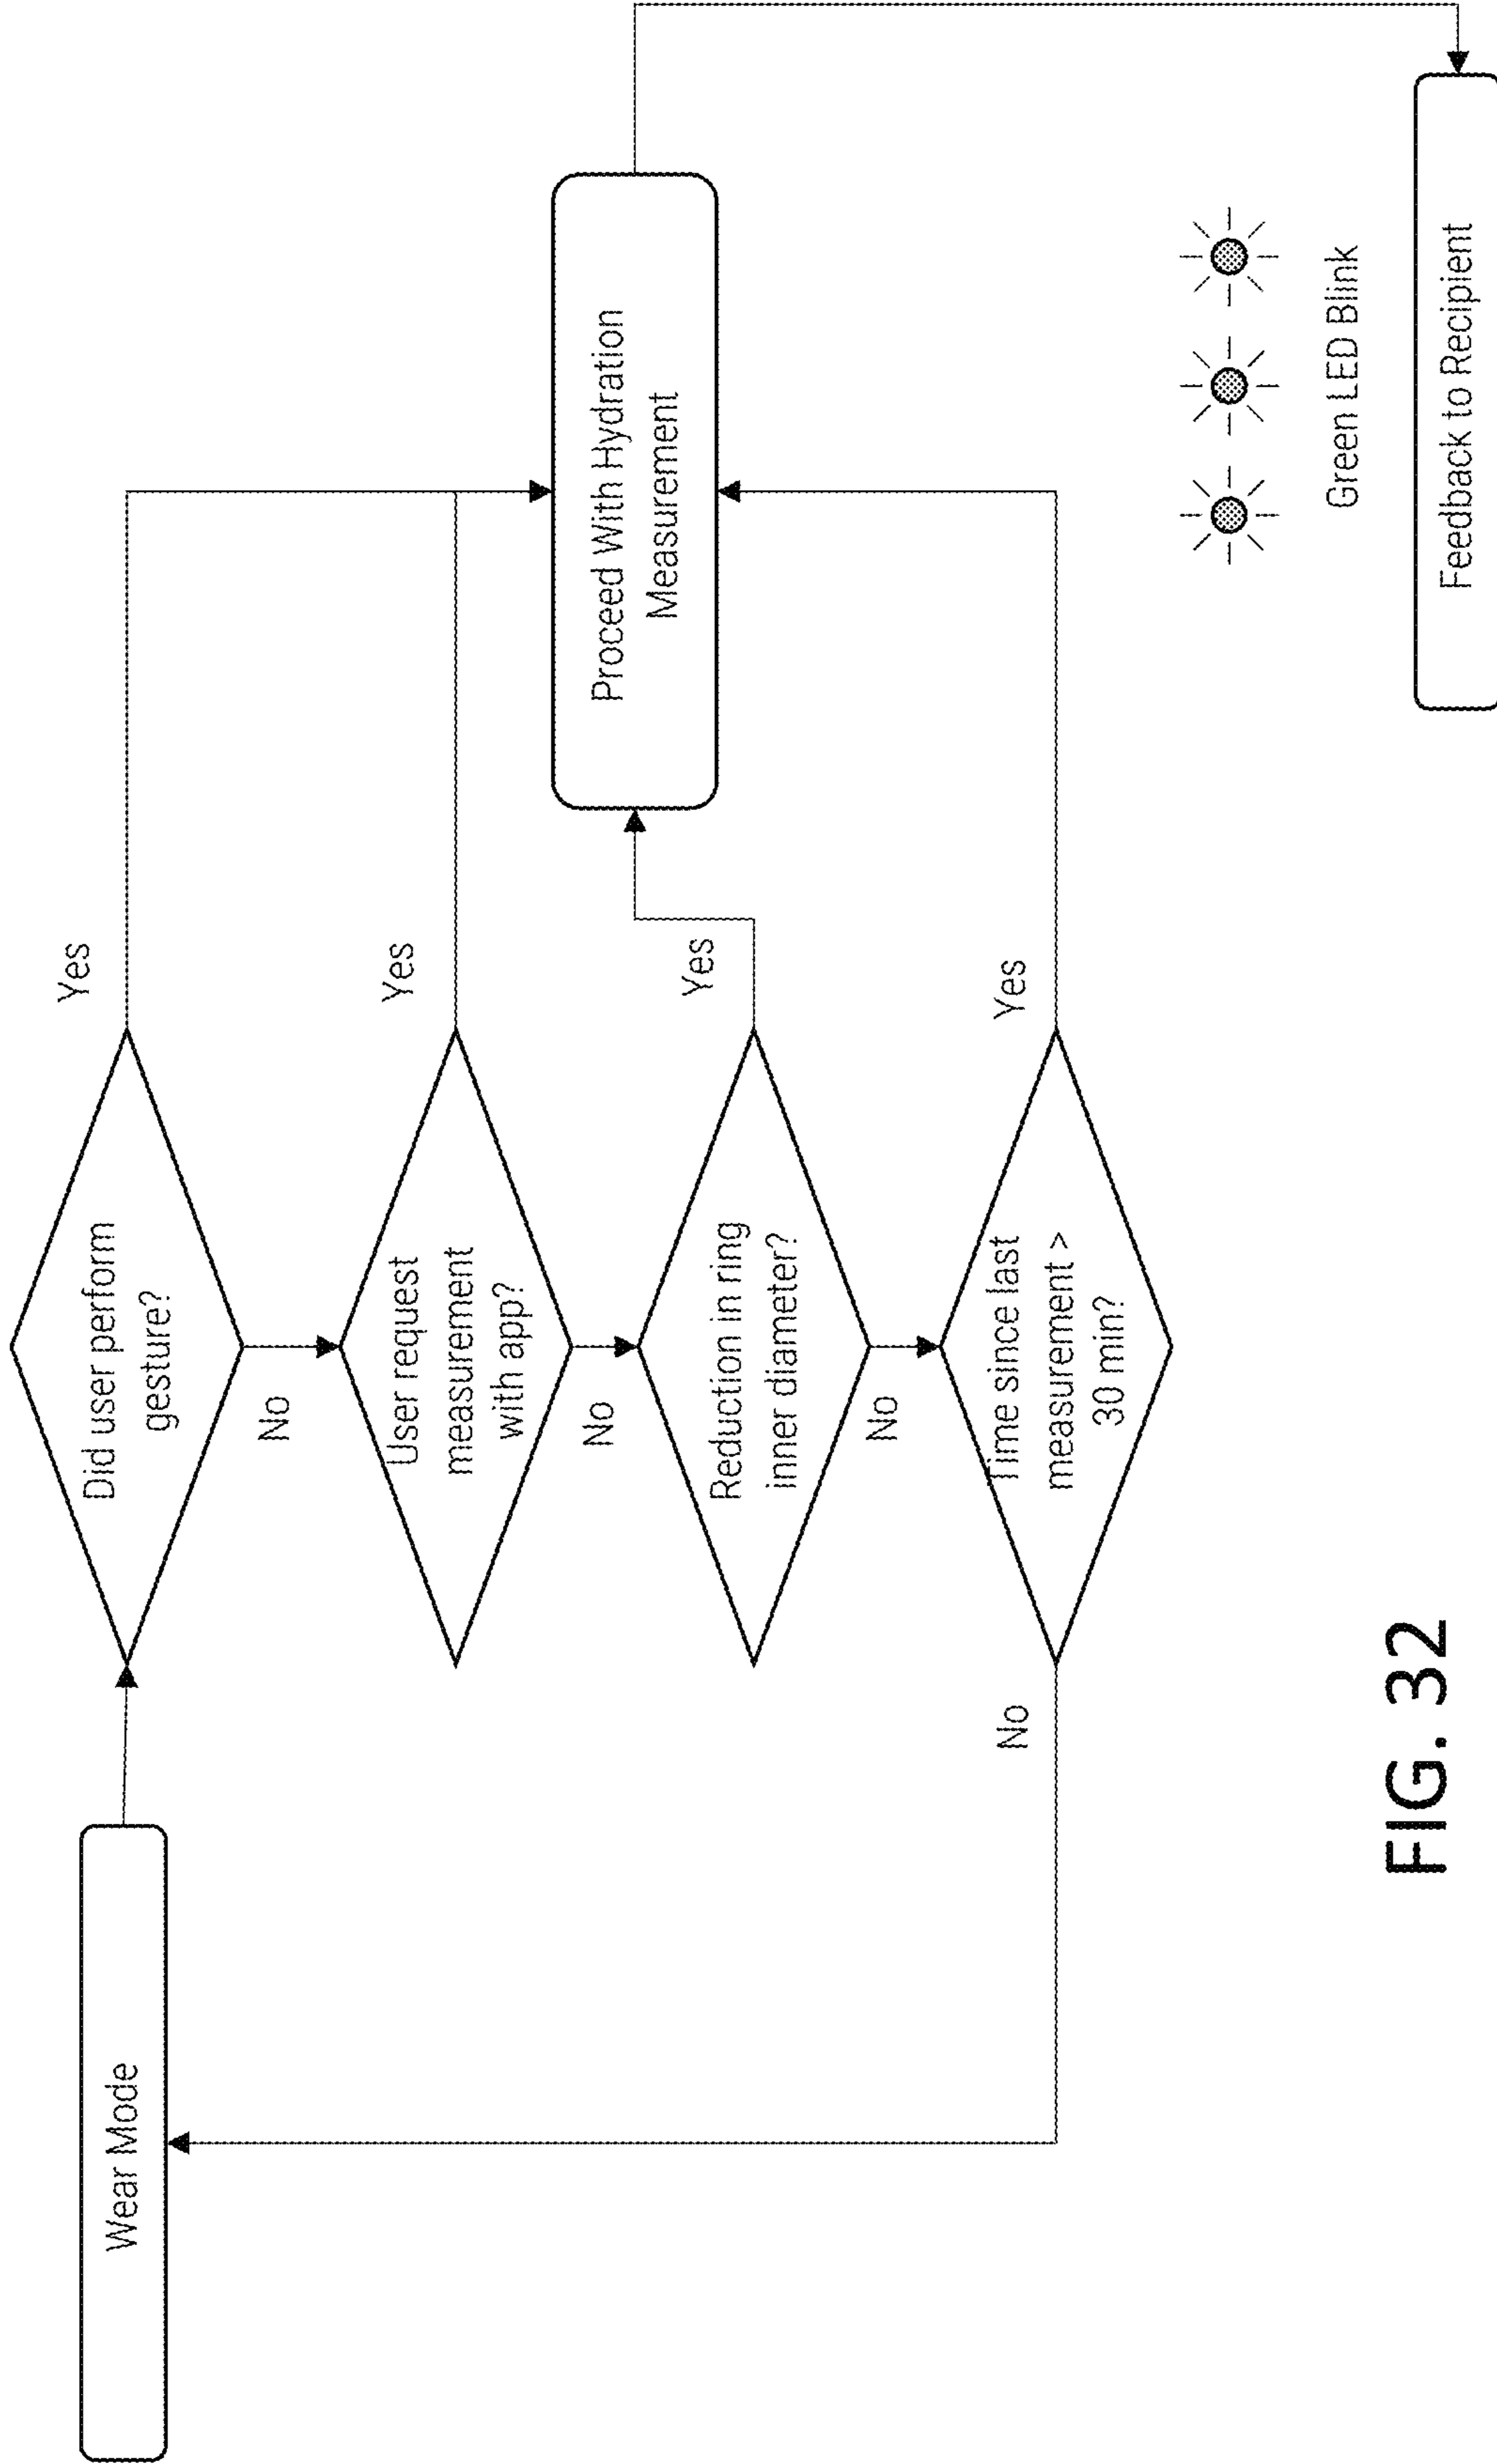 Wear Mode
Did user perform
gesture?
Yes
No
User request
measurement
with app?
Yes
No
Reduction in ring
inner diameter?
Yes
No
Time since last
measurement >
30 min?
Yes
No
Proceed With Hydration
Measurement
Green LED Blink
Feedback to Recipient
FIG. 32